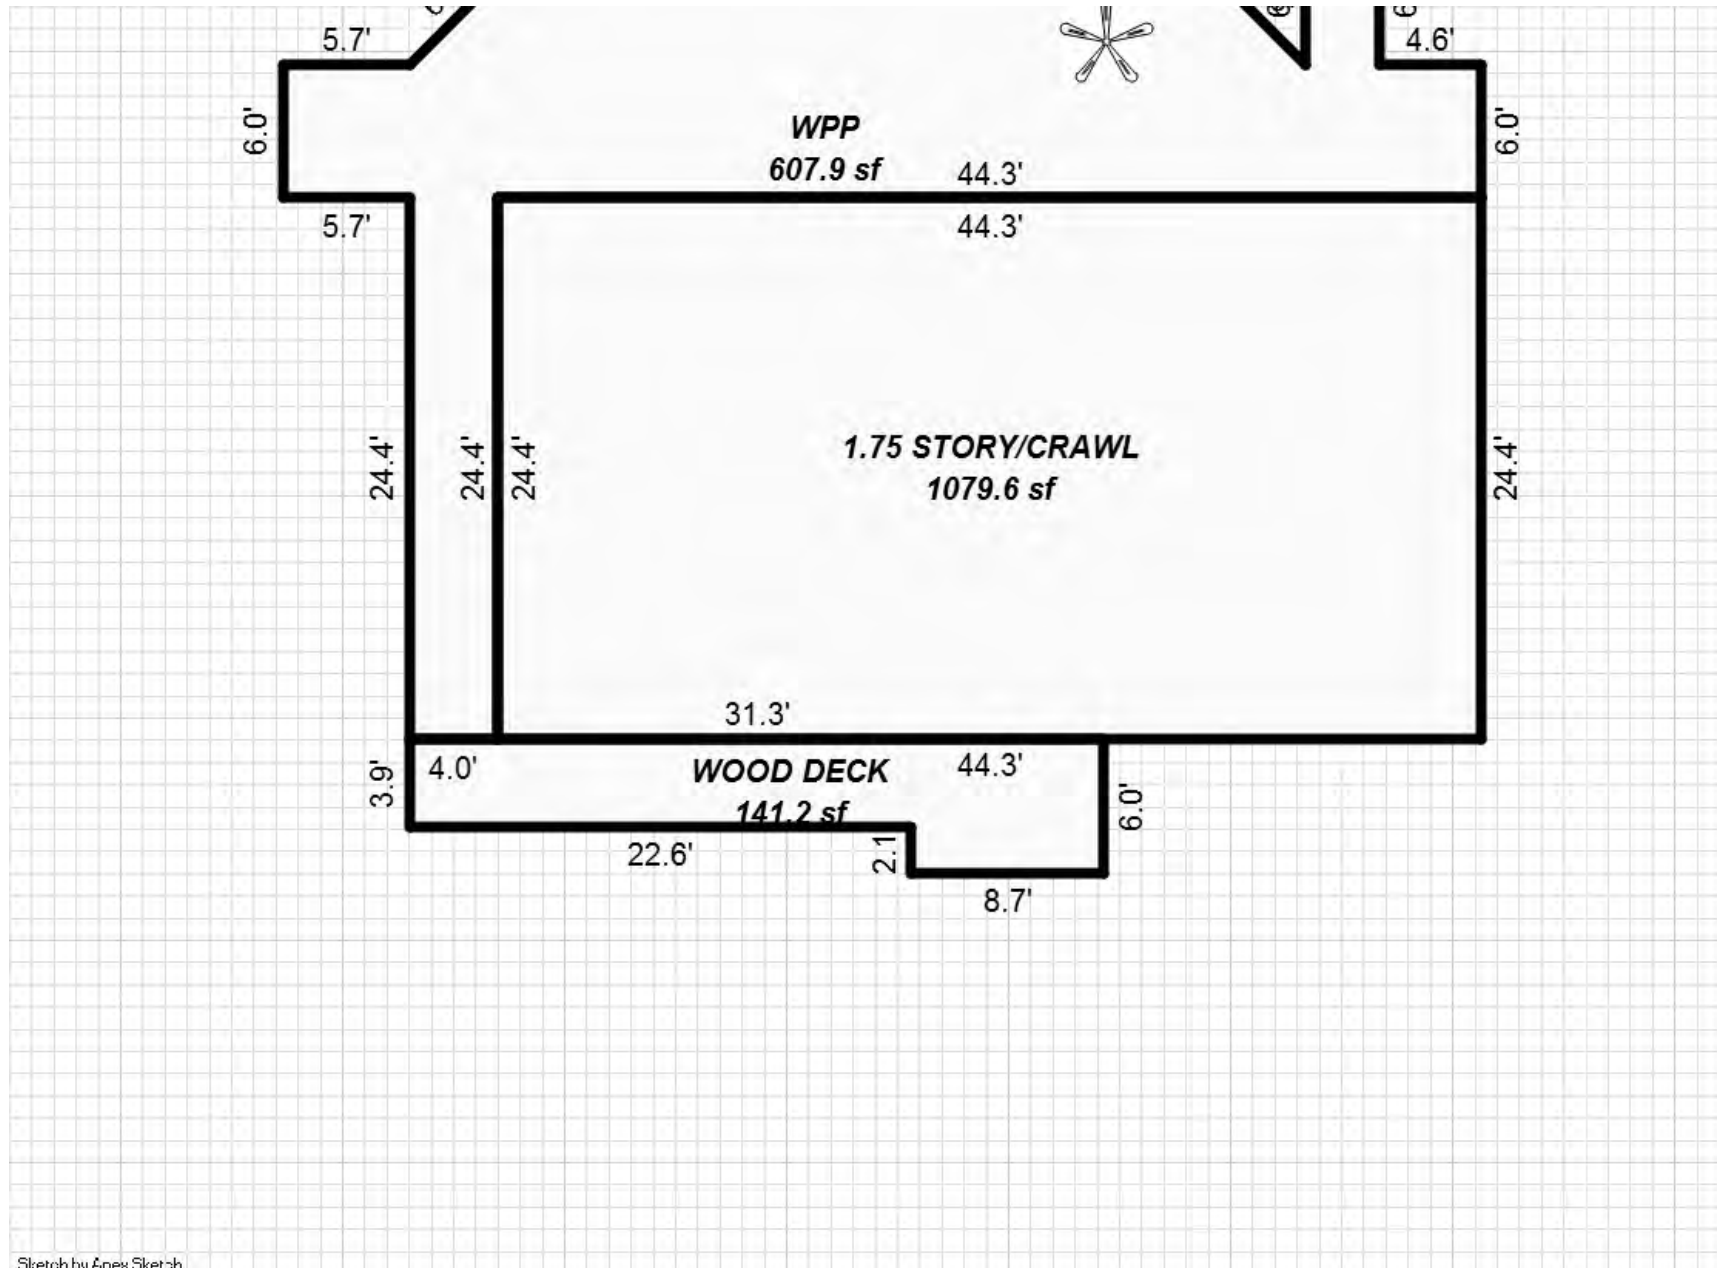 5.7'
4.6'
6.0'
6.0'
WPP
607.9 sf
44.3'
5.7'
44.3'
24.4'
24.4'
24.4'
1.75 STORY/CRAWL
1079.6 sf
24.4'
31.3'
3.9'
4.0'
WOOD DECK
141.2 sf
44.3'
6.0'
22.6'
2.1
8.7'
Sketch by Apex Sketch